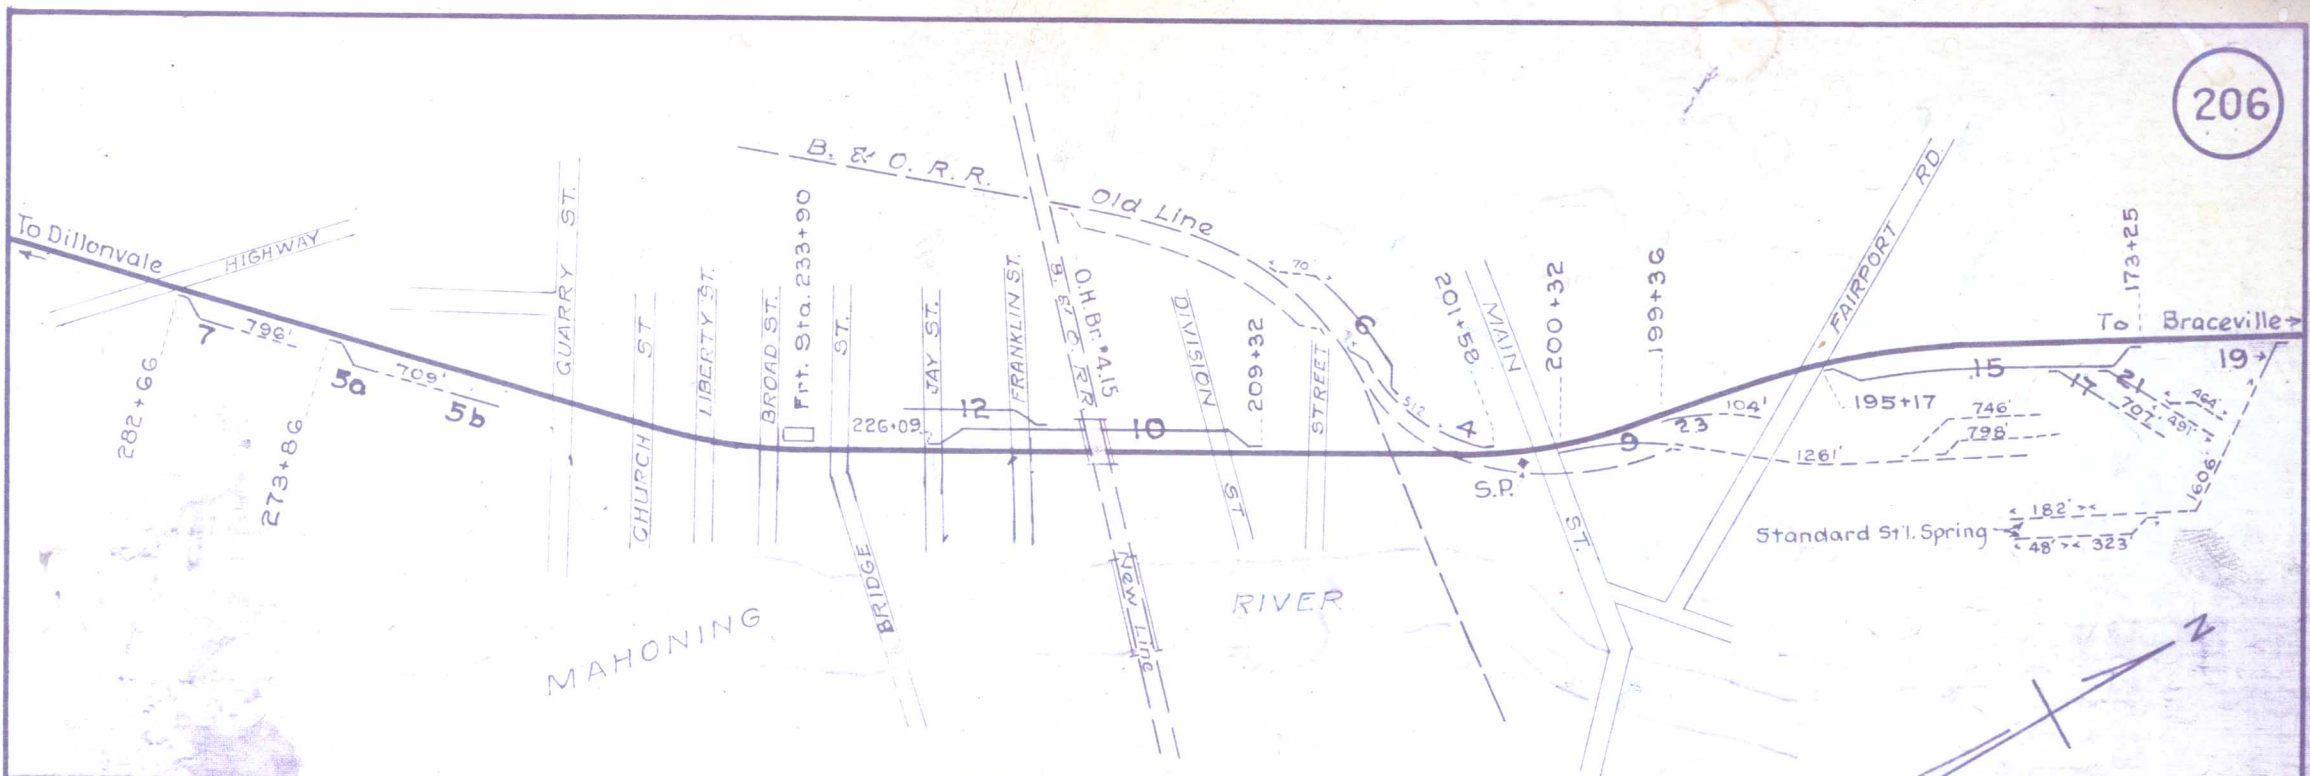 206
To Dillonvale
HIGHWAY
282+66
7
796'
273+86
5a
709'
5b
QUARRY ST.
CHURCH ST
LIBERTY ST.
BROAD ST.
Frt. Sta. 233+90
BRIDGE ST.
226+09
JAY ST.
12
FRANKLIN ST.
B. & O. R. R.
Old Line
O.H. Br. #4.15
B. & O. RR
New Line
10
DIVISION ST
209+32
STREET
70'
6
512'
4
201+58
S.P.
MAIN ST.
200+32
199+36
9
23
104'
1261'
746'
798'
FAIRPORT RD.
195+17
15
173+25
To Braceville
17
707'
21
491'
464'
19
1606'
Standard Stl. Spring
182'
48'
323'
MAHONING RIVER
N